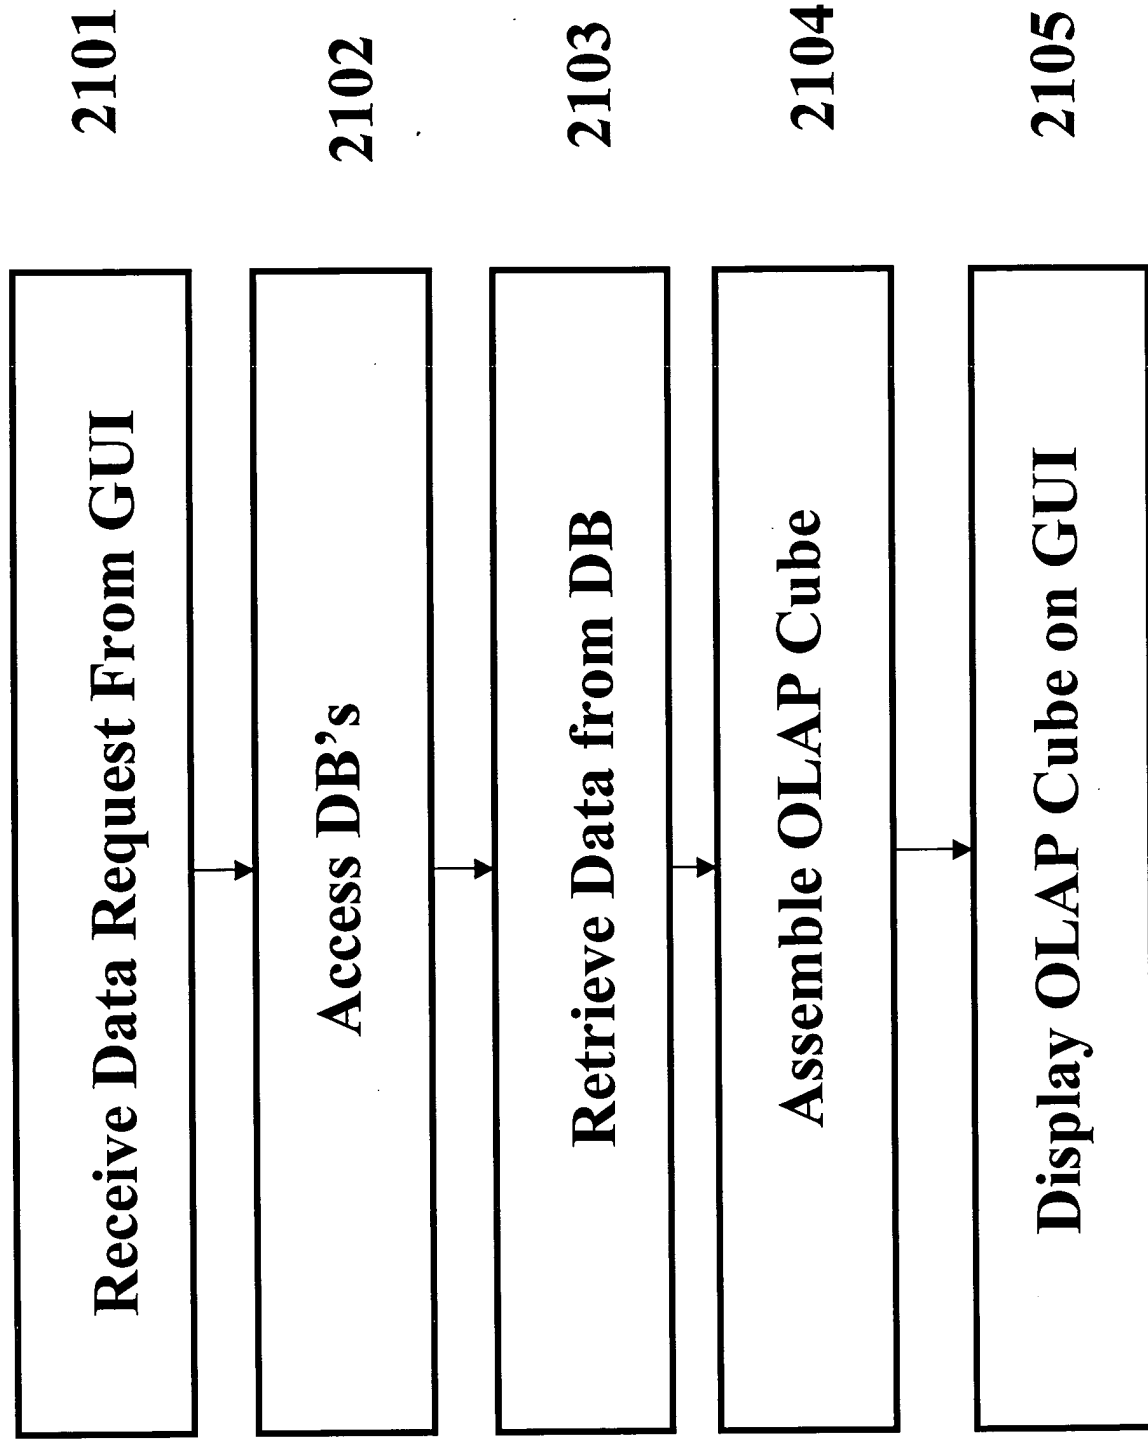 Receive Data Request From GUI
2101
Access DB's
2102
Retrieve Data from DB
2103
Assemble OLAP Cube
2104
Display OLAP Cube on GUI
2105